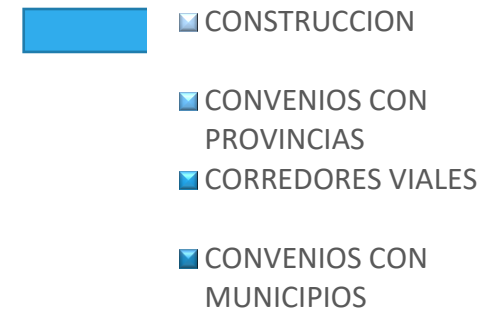 CONSTRUCCION
CONVENIOS CON
PROVINCIAS
CORREDORES VIALES
CONVENIOS CON
MUNICIPIOS